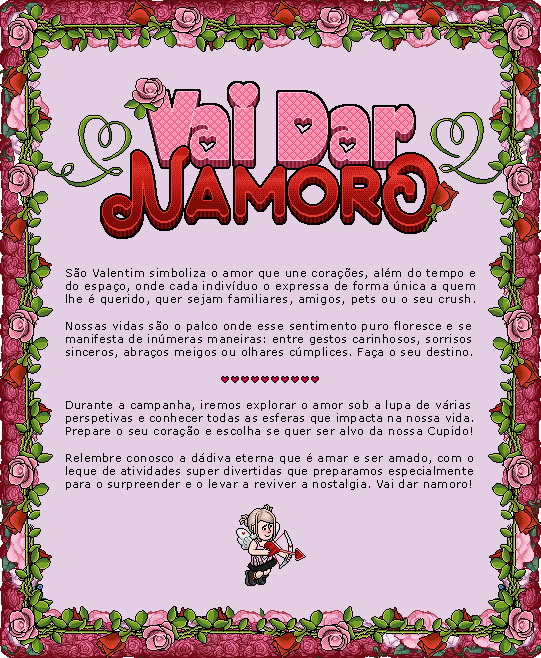 Vai Dar
Namoro
São Valentim simboliza o amor que une corações, além do tempo e
do espaço, onde cada indivíduo o expressa de forma única a quem
lhe é querido, quer sejam familiares, amigos, pets ou o seu crush.
Nossas vidas são o palco onde esse sentimento puro floresce e se
manifesta de inúmeras maneiras: entre gestos carinhosos, sorrisos
sinceros, abraços meigos ou olhares cúmplices. Faça o seu destino.
Durante a campanha, iremos explorar o amor sob a lupa de várias
perspetivas e conhecer todas as esferas que impacta na nossa vida.
Prepare o seu coração e escolha se quer ser alvo da nossa Cupido!
Relembre conosco a dádiva eterna que é amar e ser amado, com o
leque de atividades super divertidas que preparamos especialmente
para o surpreender e o levar a reviver a nostalgia. Vai dar namoro!